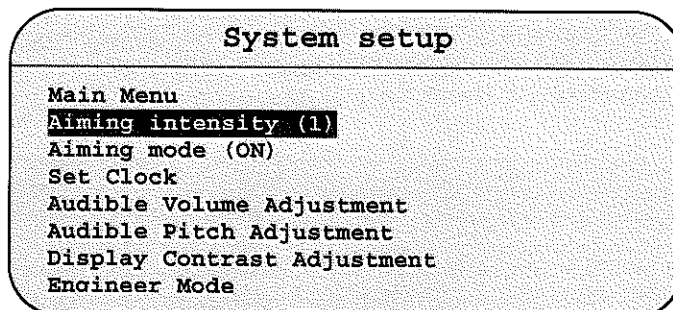 System setup
Main Menu
Aiming intensity (1)
Aiming mode (ON)
Set Clock
Audible Volume Adjustment
Audible Pitch Adjustment
Display Contrast Adjustment
Engineer Mode